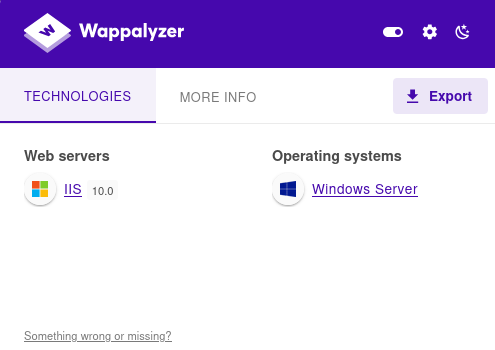 Wappalyzer
TECHNOLOGIES
MORE INFO
Export
Web servers
IIS 10.0
Operating systems
Windows Server
Something wrong or missing?